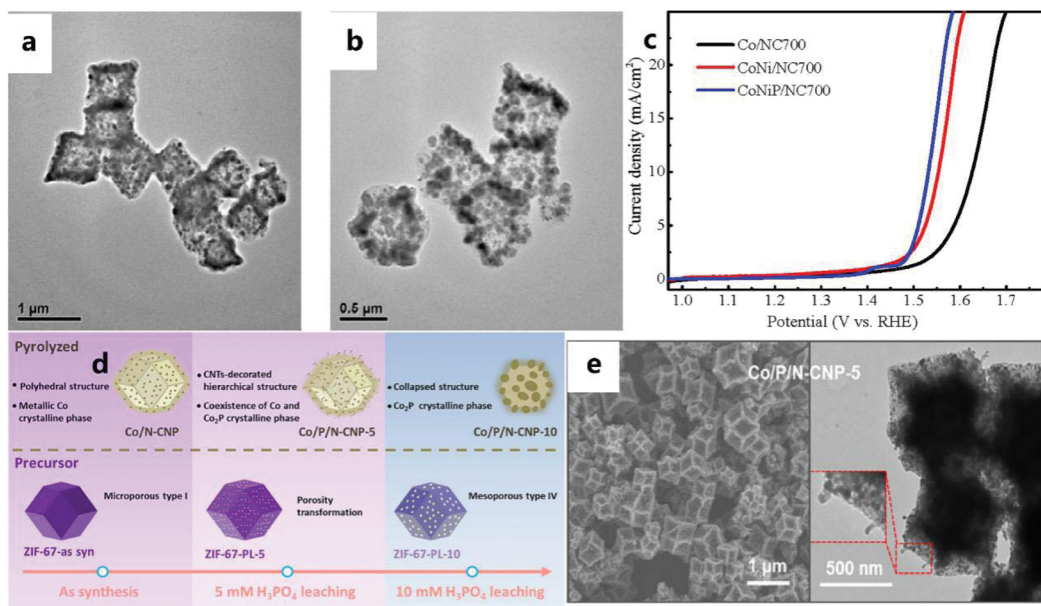 a
1 μm
b
0.5 μm
c
Co/NC700
CoNi/NC700
CoNiP/NC700
Current density (mA/cm²)
20
15
10
5
0
1.0 1.1 1.2 1.3 1.4 1.5 1.6 1.7
Potential (V vs. RHE)
d
Pyrolyzed
• Polyhedral structure
• Metallic Co
crystalline phase
Co/N-CNP
• CNTs-decorated
hierarchical structure
• Coexistence of Co and
Co₂P crystalline phase
Co/P/N-CNP-5
• Collapsed structure
• Co₂P crystalline phase
Co/P/N-CNP-10
Precursor
Microporous type I
ZIF-67-as syn
Porosity
transformation
ZIF-67-PL-5
Mesoporous type IV
ZIF-67-PL-10
As synthesis
5 mM H₃PO₄ leaching
10 mM H₃PO₄ leaching
e
Co/P/N-CNP-5
1 μm
500 nm